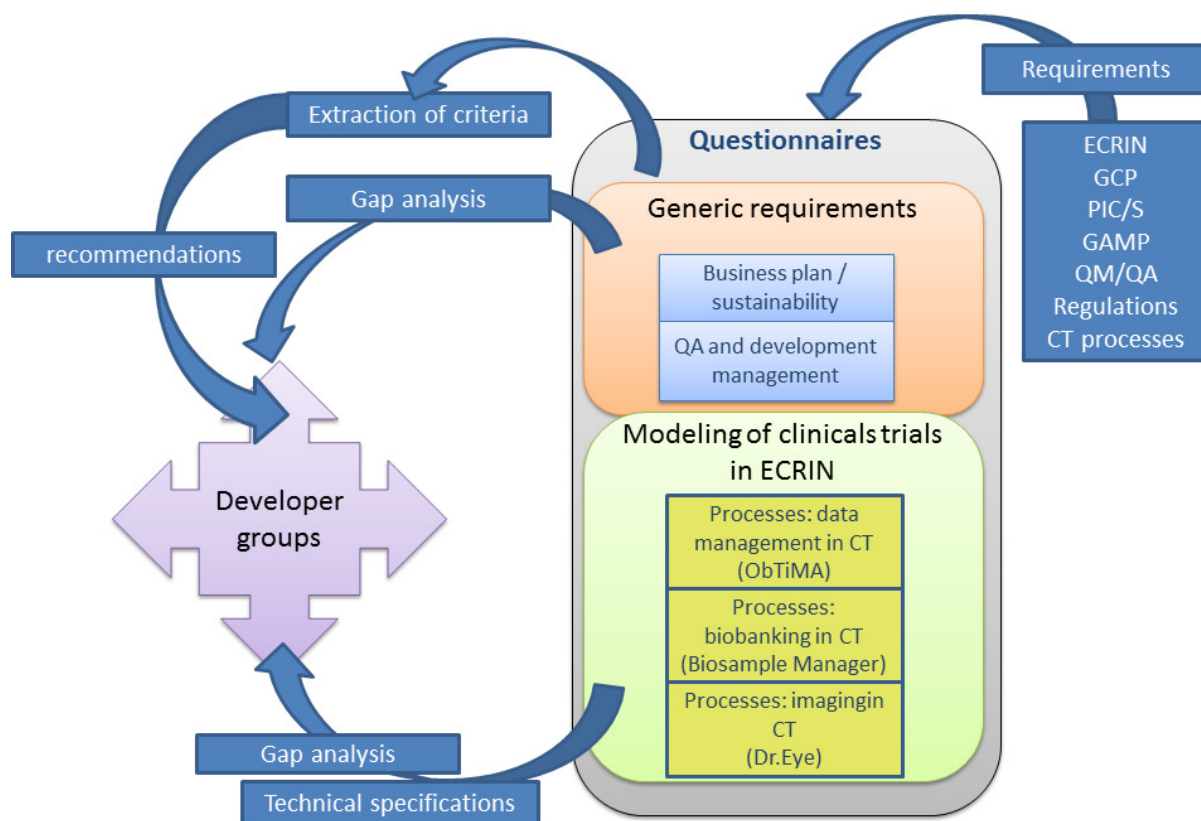 Requirements
ECRIN
GCP
PIC/S
GAMP
QM/QA
Regulations
CT processes
Extraction of criteria
Gap analysis
recommendations
Questionnaires
Generic requirements
Business plan /
sustainability
QA and development
management
Modeling of clinicals trials
in ECRIN
Processes: data
management in CT
(ObTiMA)
Processes:
biobanking in CT
(Biosample Manager)
Processes: imagingin
CT
(Dr.Eye)
Developer
groups
Gap analysis
Technical specifications